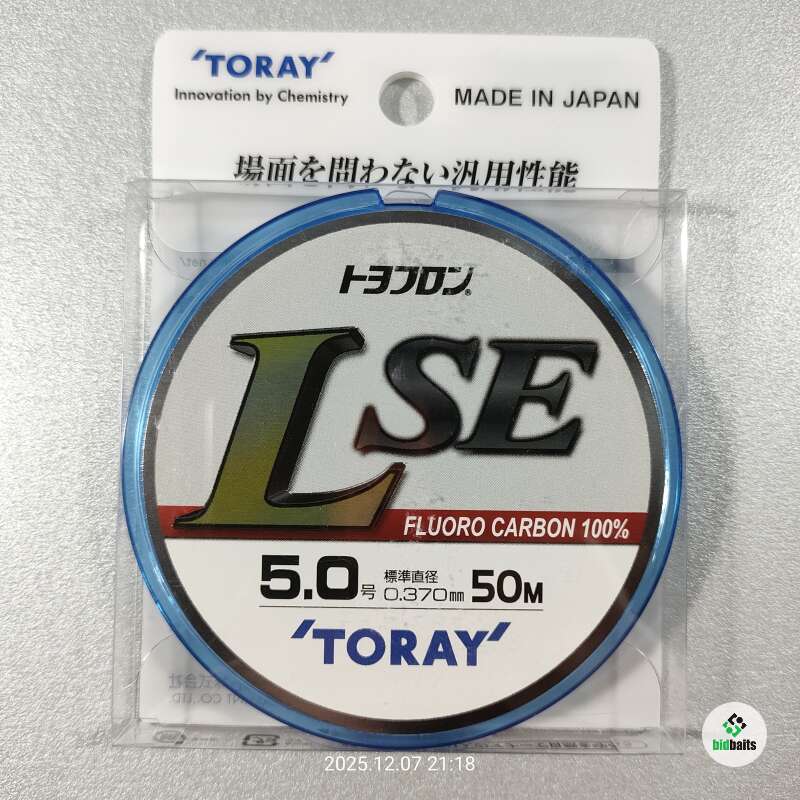 'TORAY'
Innovation by Chemistry
MADE IN JAPAN
場面を問わない汎用性能
トヨフロン®
LSE
FLUORO CARBON 100%
5.0号 標準直径 0.370mm 50M
'TORAY'
2025.12.07 21:18
bidbaits